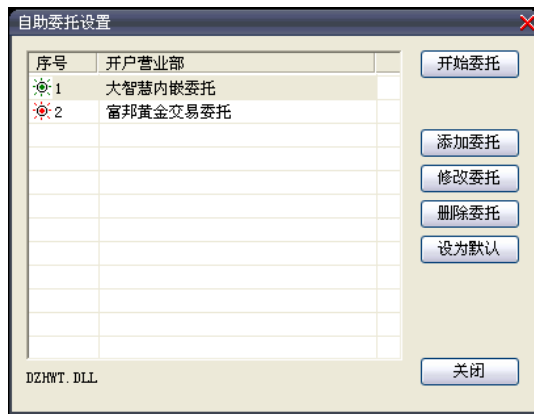 自助委托设置
序号 开户营业部
1 大智慧内嵌委托
2 富邦黄金交易委托
开始委托
添加委托
修改委托
删除委托
设为默认
DZHWT.DLL
关闭